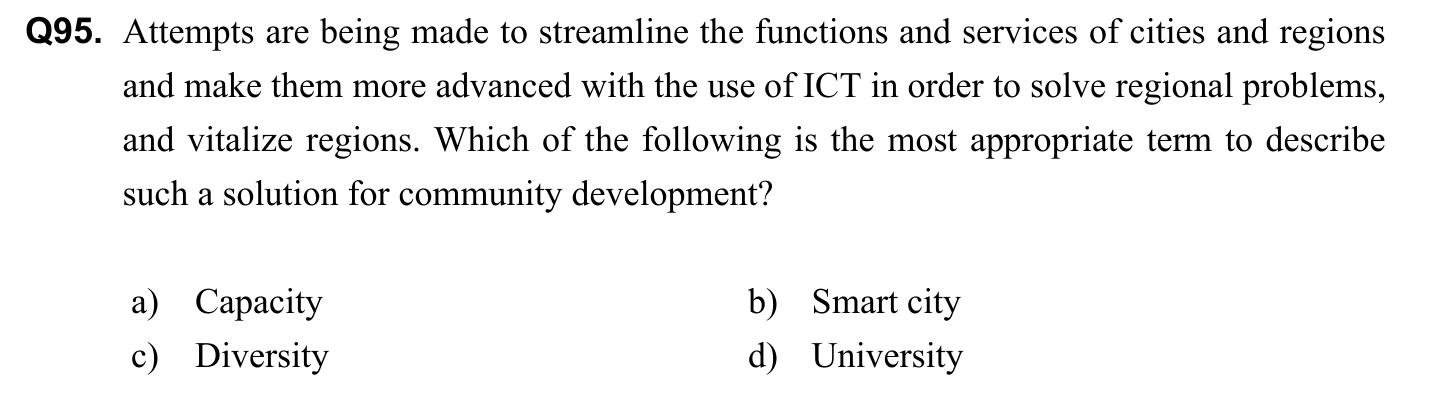 Q95. Attempts are being made to streamline the functions and services of cities and regions
and make them more advanced with the use of ICT in order to solve regional problems,
and vitalize regions. Which of the following is the most appropriate term to describe
such a solution for community development?
a) Capacity b) Smart city
c) Diversity d) University